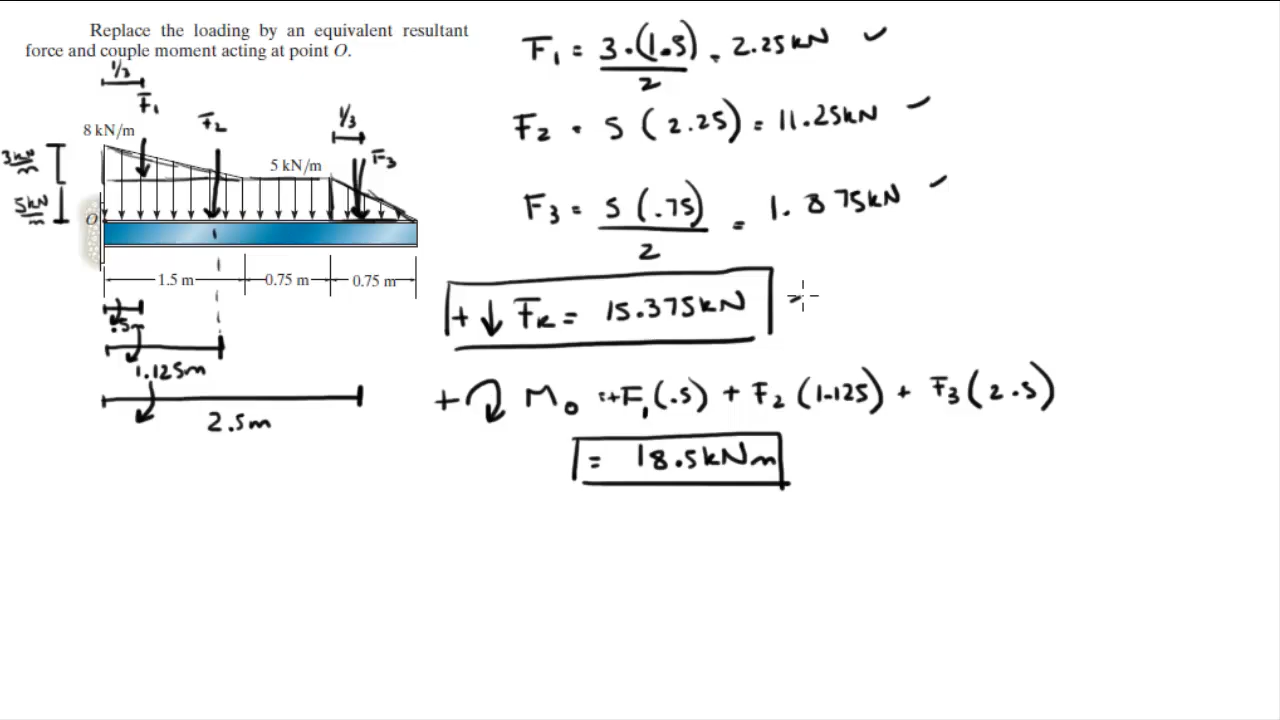 Replace the loading by an equivalent resultant
force and couple moment acting at point O.
1/3
F1
F2
1/3
F3
8 kN/m
5 kN/m
3kN/m
5kN/m
O
1.5 m
0.75 m
0.75 m
.5m
1.125m
2.5m
F1 = 3·(1.5)/2 = 2.25kN
F2 = 5(2.25) = 11.25kN
F3 = 5(.75)/2 = 1.875kN
+ ↓ FR = 15.375kN
+ ↷ Mo = +F1(.5) + F2(1.125) + F3(2.5)
= 18.5kNm